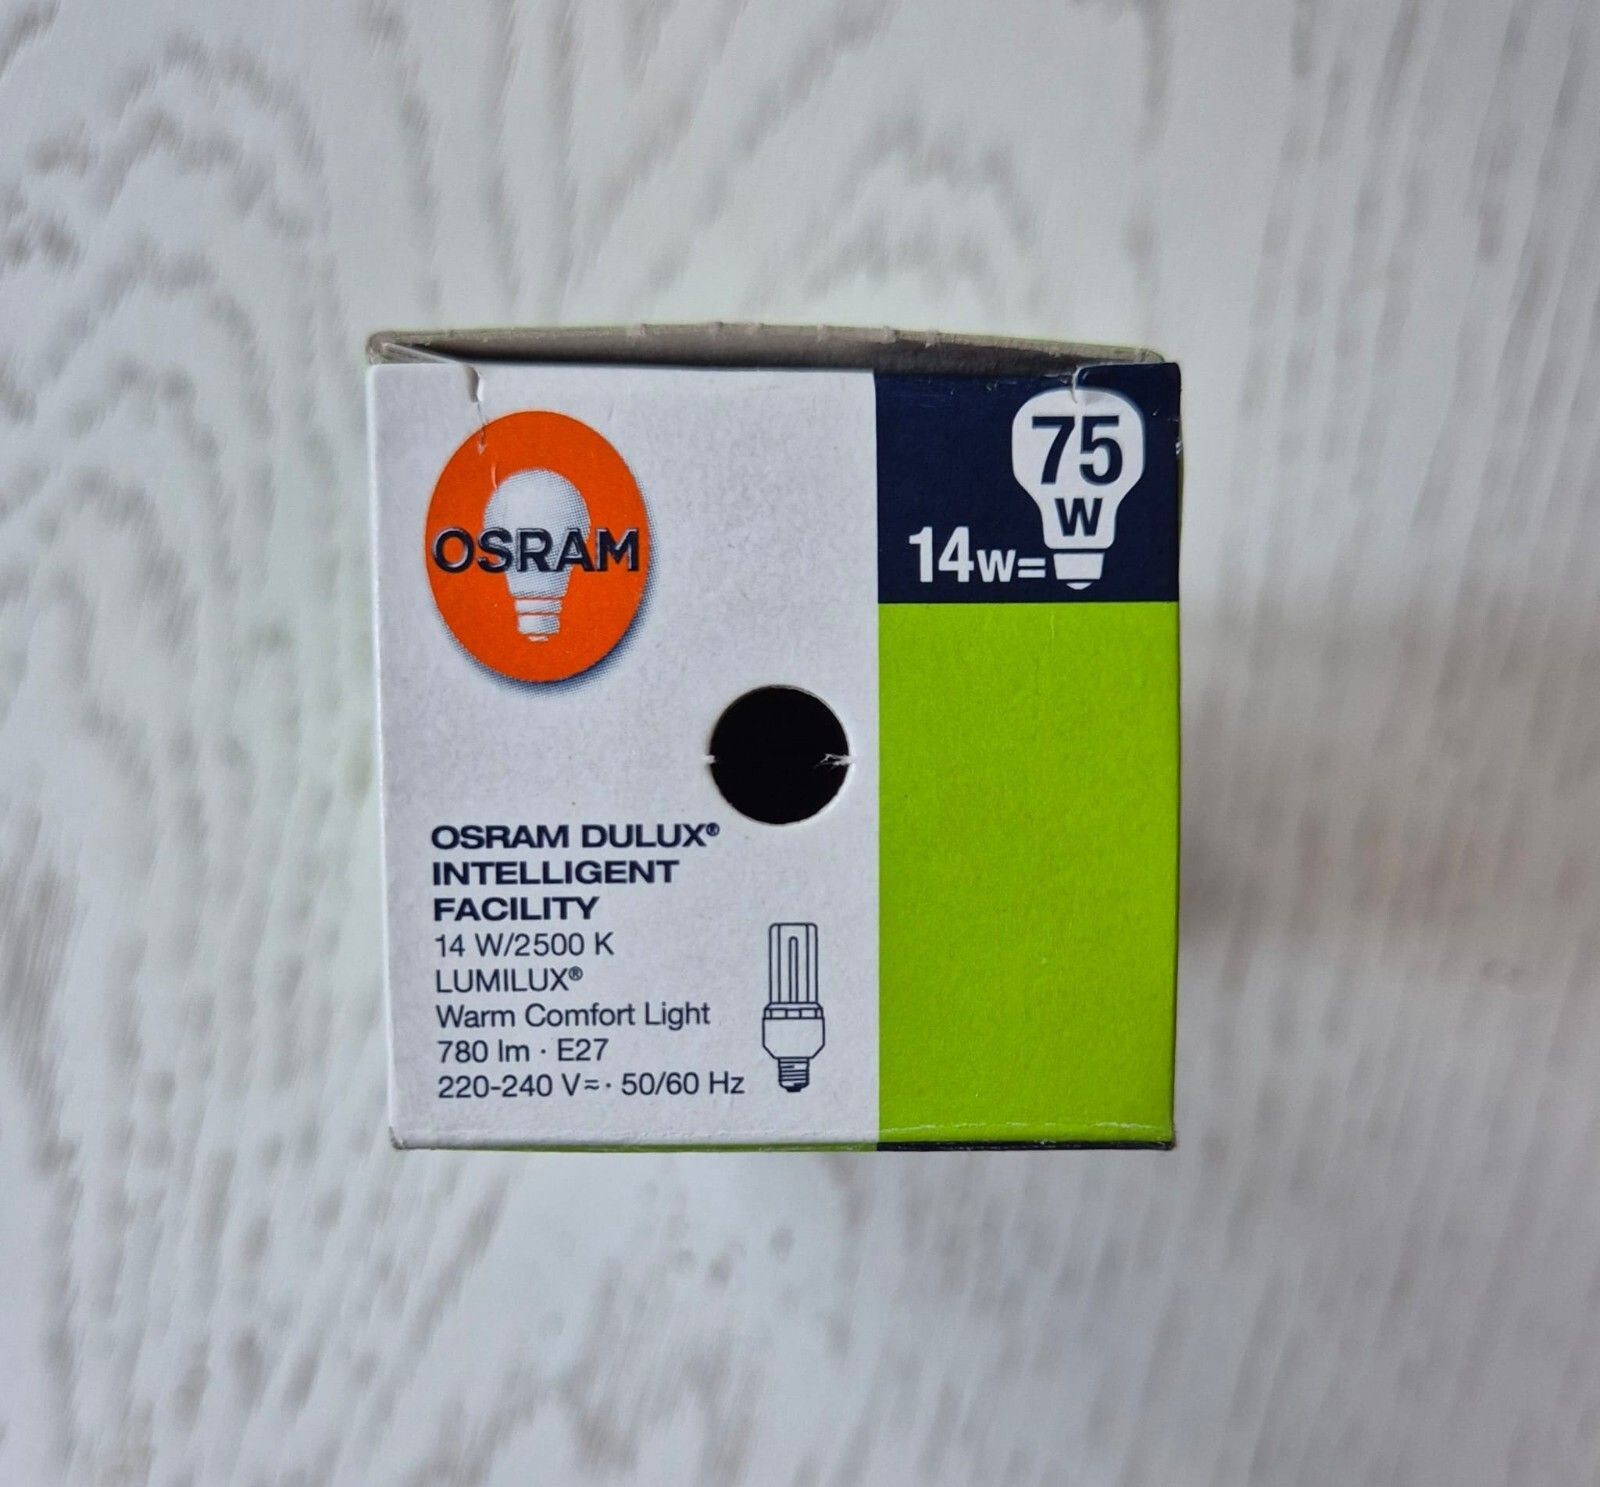 OSRAM
75
W
14W=
OSRAM DULUX®
INTELLIGENT
FACILITY
14 W/2500 K
LUMILUX®
Warm Comfort Light
780 lm · E27
220-240 V≂ · 50/60 Hz